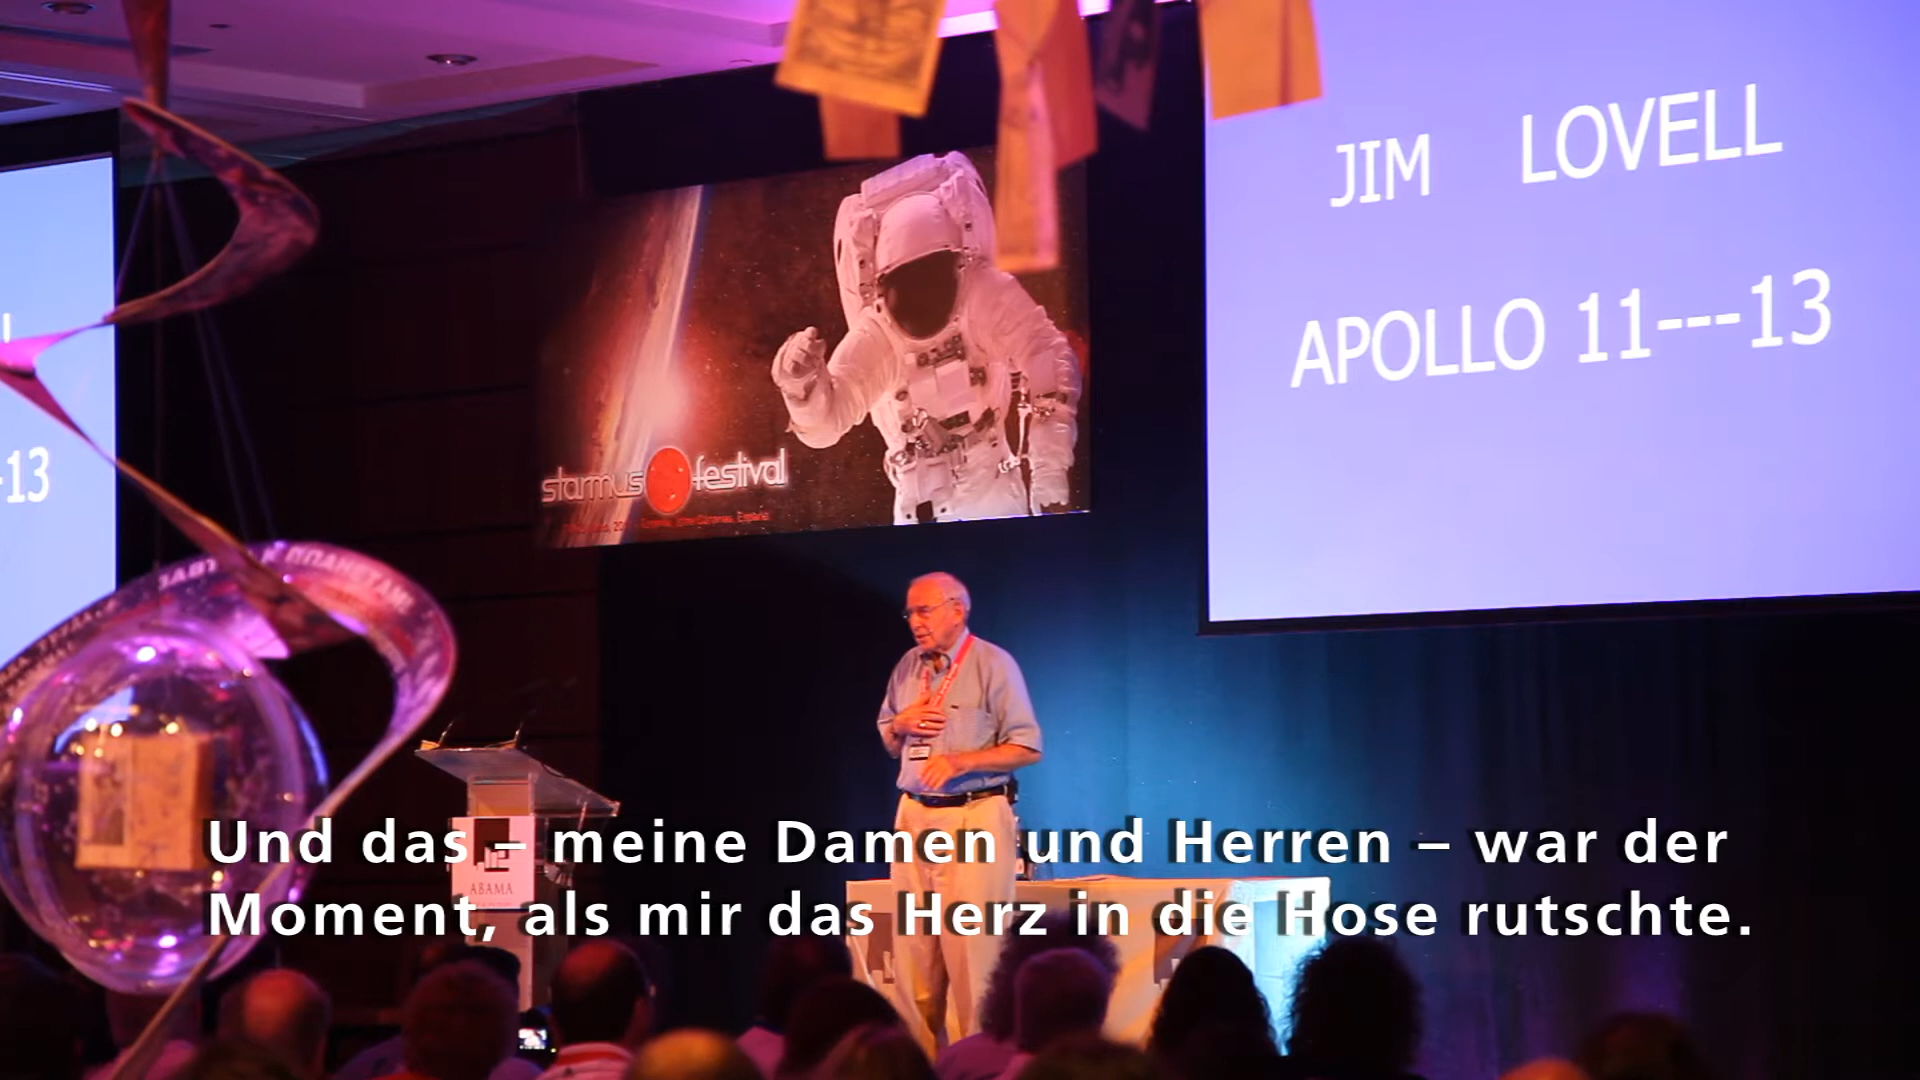 JIM LOVELL
APOLLO 11---13
-13
starmus festival
ABAMA
Und das – meine Damen und Herren – war der
Moment, als mir das Herz in die Hose rutschte.